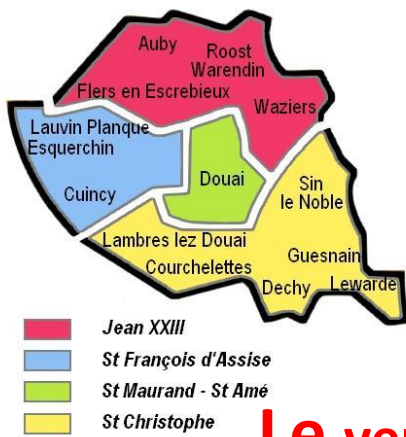 Auby
Roost
Warendin
Flers en Escrebieux
Waziers
Lauvin Planque
Esquerchin
Cuincy
Douai
Sin
le Noble
Lambres lez Douai
Courchelettes
Guesnain
Dechy
Lewarde
Jean XXIII
St François d'Assise
St Maurand - St Amé
St Christophe
Le